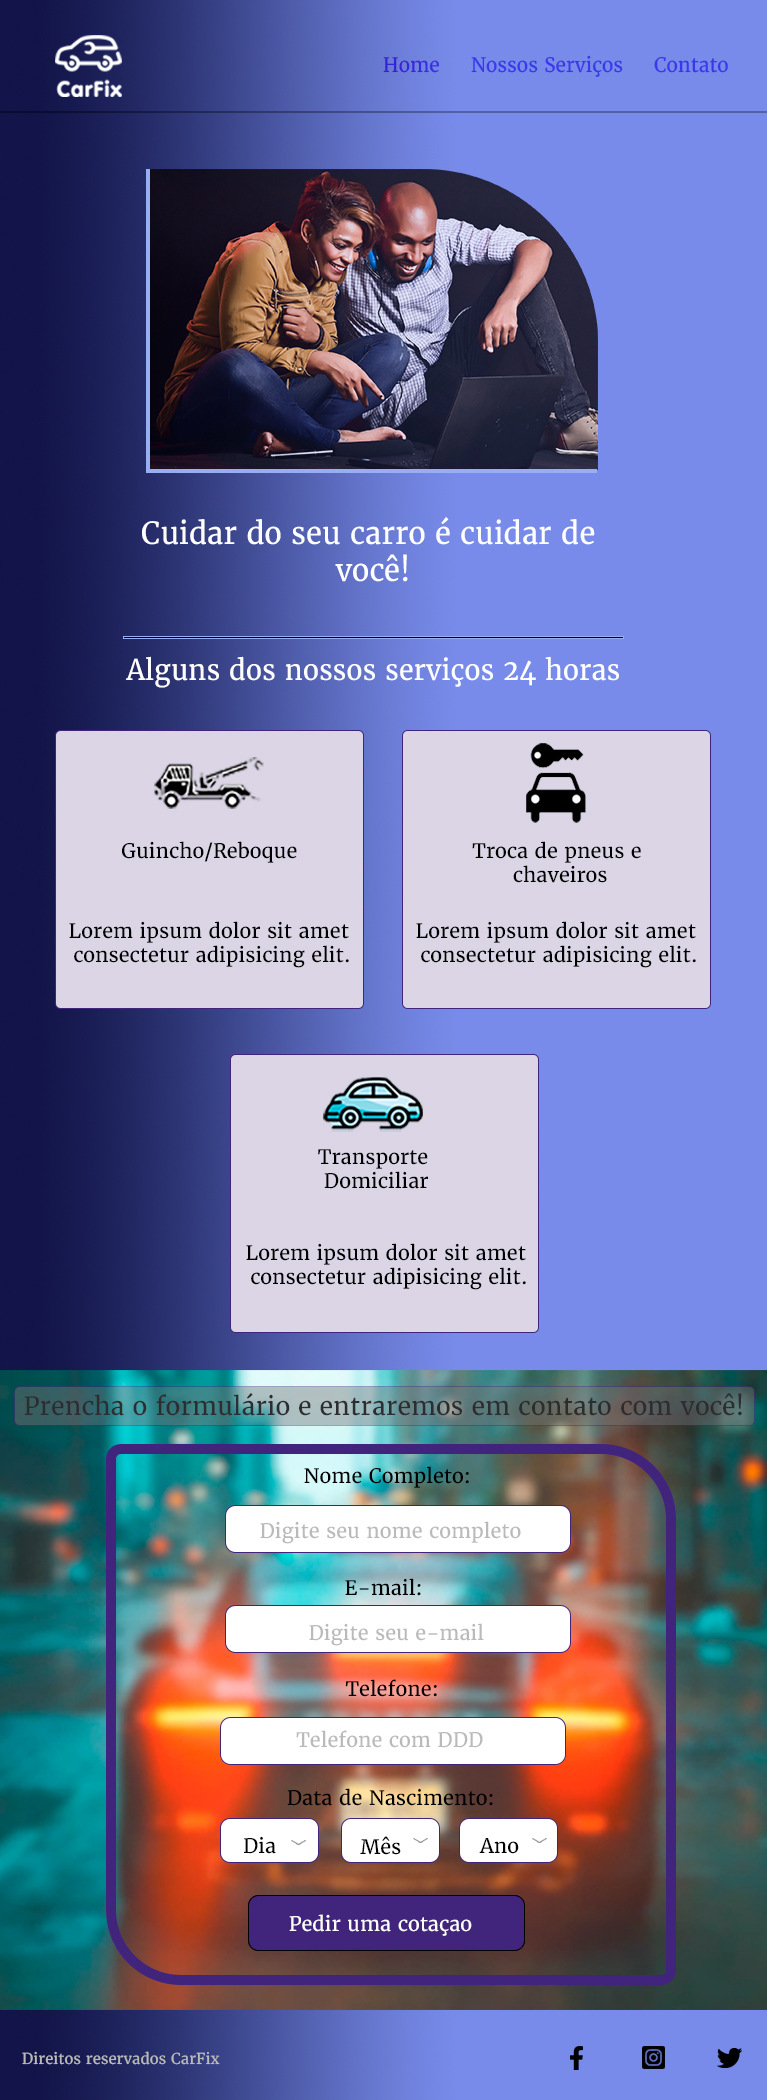 CarFix
Home Nossos Serviços Contato
Cuidar do seu carro é cuidar de
você!
Alguns dos nossos serviços 24 horas
Guincho/Reboque
Lorem ipsum dolor sit amet
consectetur adipisicing elit.
Troca de pneus e
chaveiros
Lorem ipsum dolor sit amet
consectetur adipisicing elit.
Transporte
Domiciliar
Lorem ipsum dolor sit amet
consectetur adipisicing elit.
Prencha o formulário e entraremos em contato com você!
Nome Completo:
Digite seu nome completo
E-mail:
Digite seu e-mail
Telefone:
Telefone com DDD
Data de Nascimento:
Dia Mês Ano
Pedir uma cotaçao
Direitos reservados CarFix